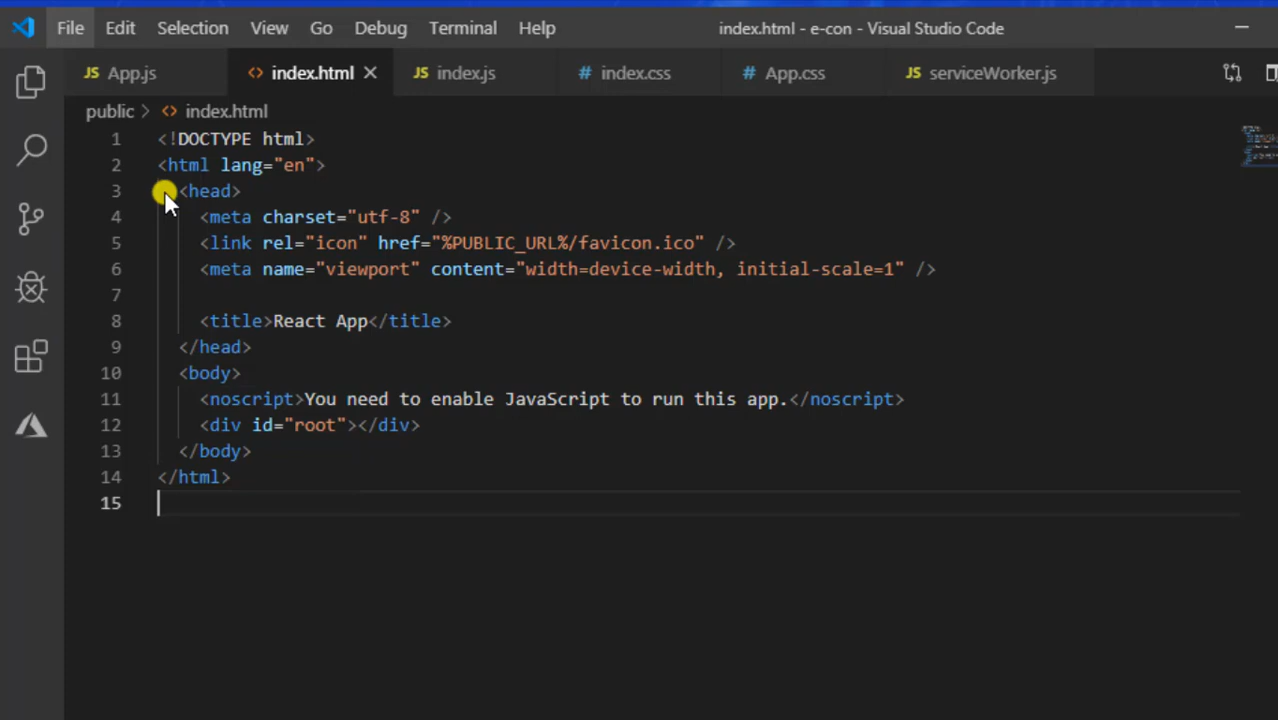 File Edit Selection View Go Debug Terminal Help index.html - e-con - Visual Studio Code
JS App.js <> index.html JS index.js # index.css # App.css JS serviceWorker.js
public > <> index.html
1 <!DOCTYPE html>
2 <html lang="en">
3 <head>
4 <meta charset="utf-8" />
5 <link rel="icon" href="%PUBLIC_URL%/favicon.ico" />
6 <meta name="viewport" content="width=device-width, initial-scale=1" />
7
8 <title>React App</title>
9 </head>
10 <body>
11 <noscript>You need to enable JavaScript to run this app.</noscript>
12 <div id="root"></div>
13 </body>
14 </html>
15